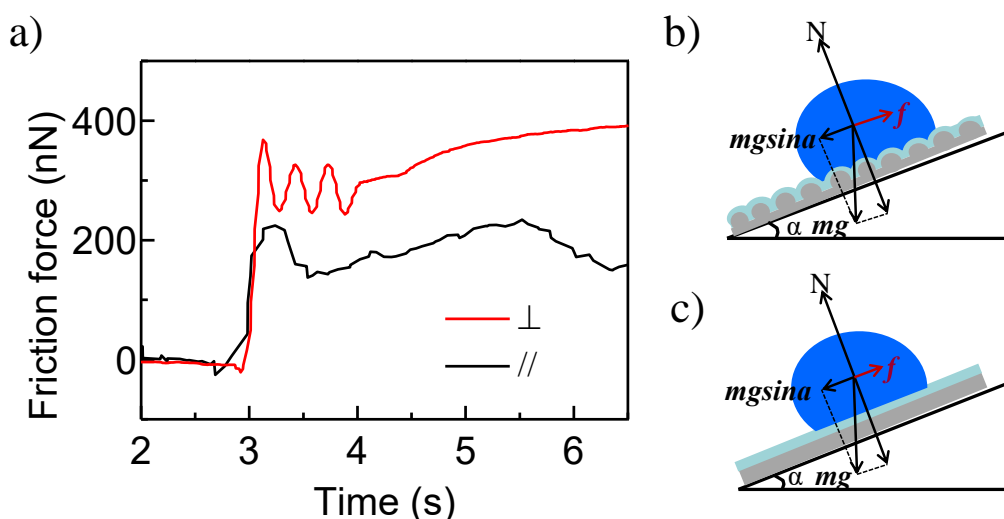 a)
Friction force (nN)
400
200
0
2 3 4 5 6
Time (s)
⊥
//
b)
N
f
mgsina
α mg
c)
N
f
mgsina
α mg